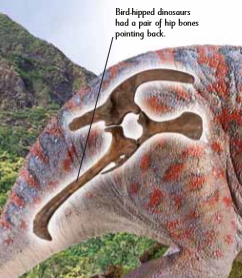 Bird-hipped dinosaurs
had a pair of hip bones
pointing back.